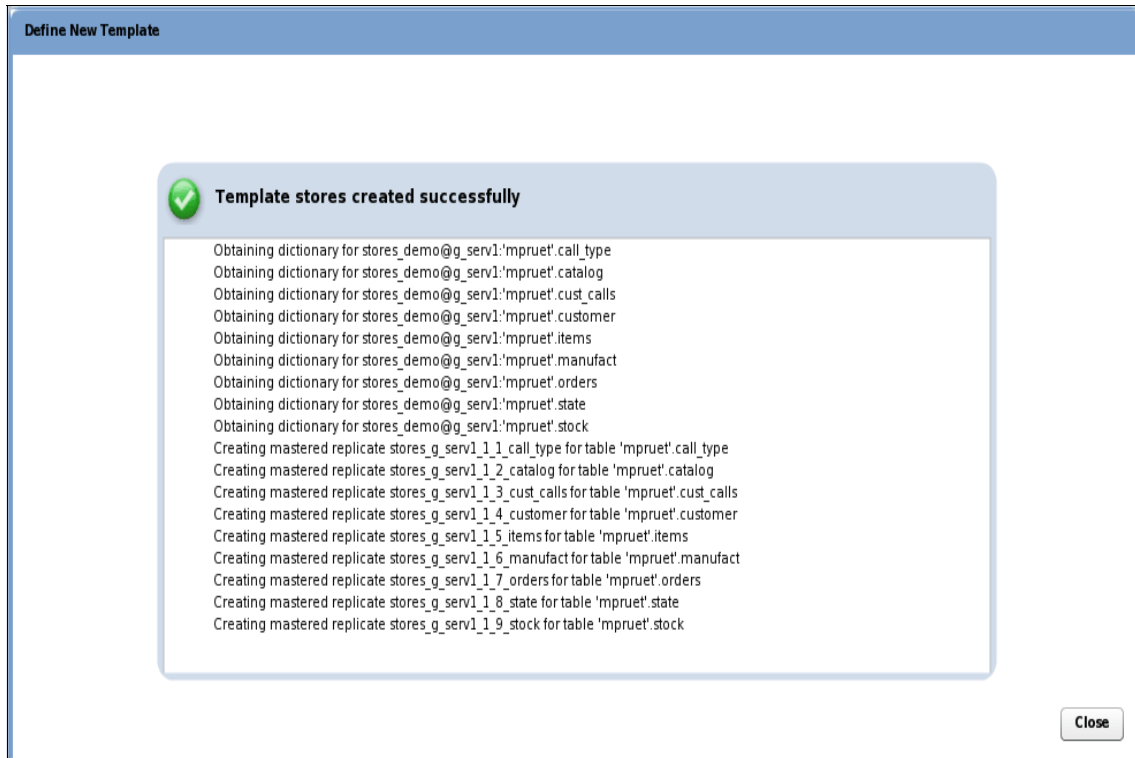 Define New Template
Template stores created successfully
Obtaining dictionary for stores_demo@g_serv1:'mpruet'.call_type
Obtaining dictionary for stores_demo@g_serv1:'mpruet'.catalog
Obtaining dictionary for stores_demo@g_serv1:'mpruet'.cust_calls
Obtaining dictionary for stores_demo@g_serv1:'mpruet'.customer
Obtaining dictionary for stores_demo@g_serv1:'mpruet'.items
Obtaining dictionary for stores_demo@g_serv1:'mpruet'.manufact
Obtaining dictionary for stores_demo@g_serv1:'mpruet'.orders
Obtaining dictionary for stores_demo@g_serv1:'mpruet'.state
Obtaining dictionary for stores_demo@g_serv1:'mpruet'.stock
Creating mastered replicate stores_g_serv1_1_1_call_type for table 'mpruet'.call_type
Creating mastered replicate stores_g_serv1_1_2_catalog for table 'mpruet'.catalog
Creating mastered replicate stores_g_serv1_1_3_cust_calls for table 'mpruet'.cust_calls
Creating mastered replicate stores_g_serv1_1_4_customer for table 'mpruet'.customer
Creating mastered replicate stores_g_serv1_1_5_items for table 'mpruet'.items
Creating mastered replicate stores_g_serv1_1_6_manufact for table 'mpruet'.manufact
Creating mastered replicate stores_g_serv1_1_7_orders for table 'mpruet'.orders
Creating mastered replicate stores_g_serv1_1_8_state for table 'mpruet'.state
Creating mastered replicate stores_g_serv1_1_9_stock for table 'mpruet'.stock
Close